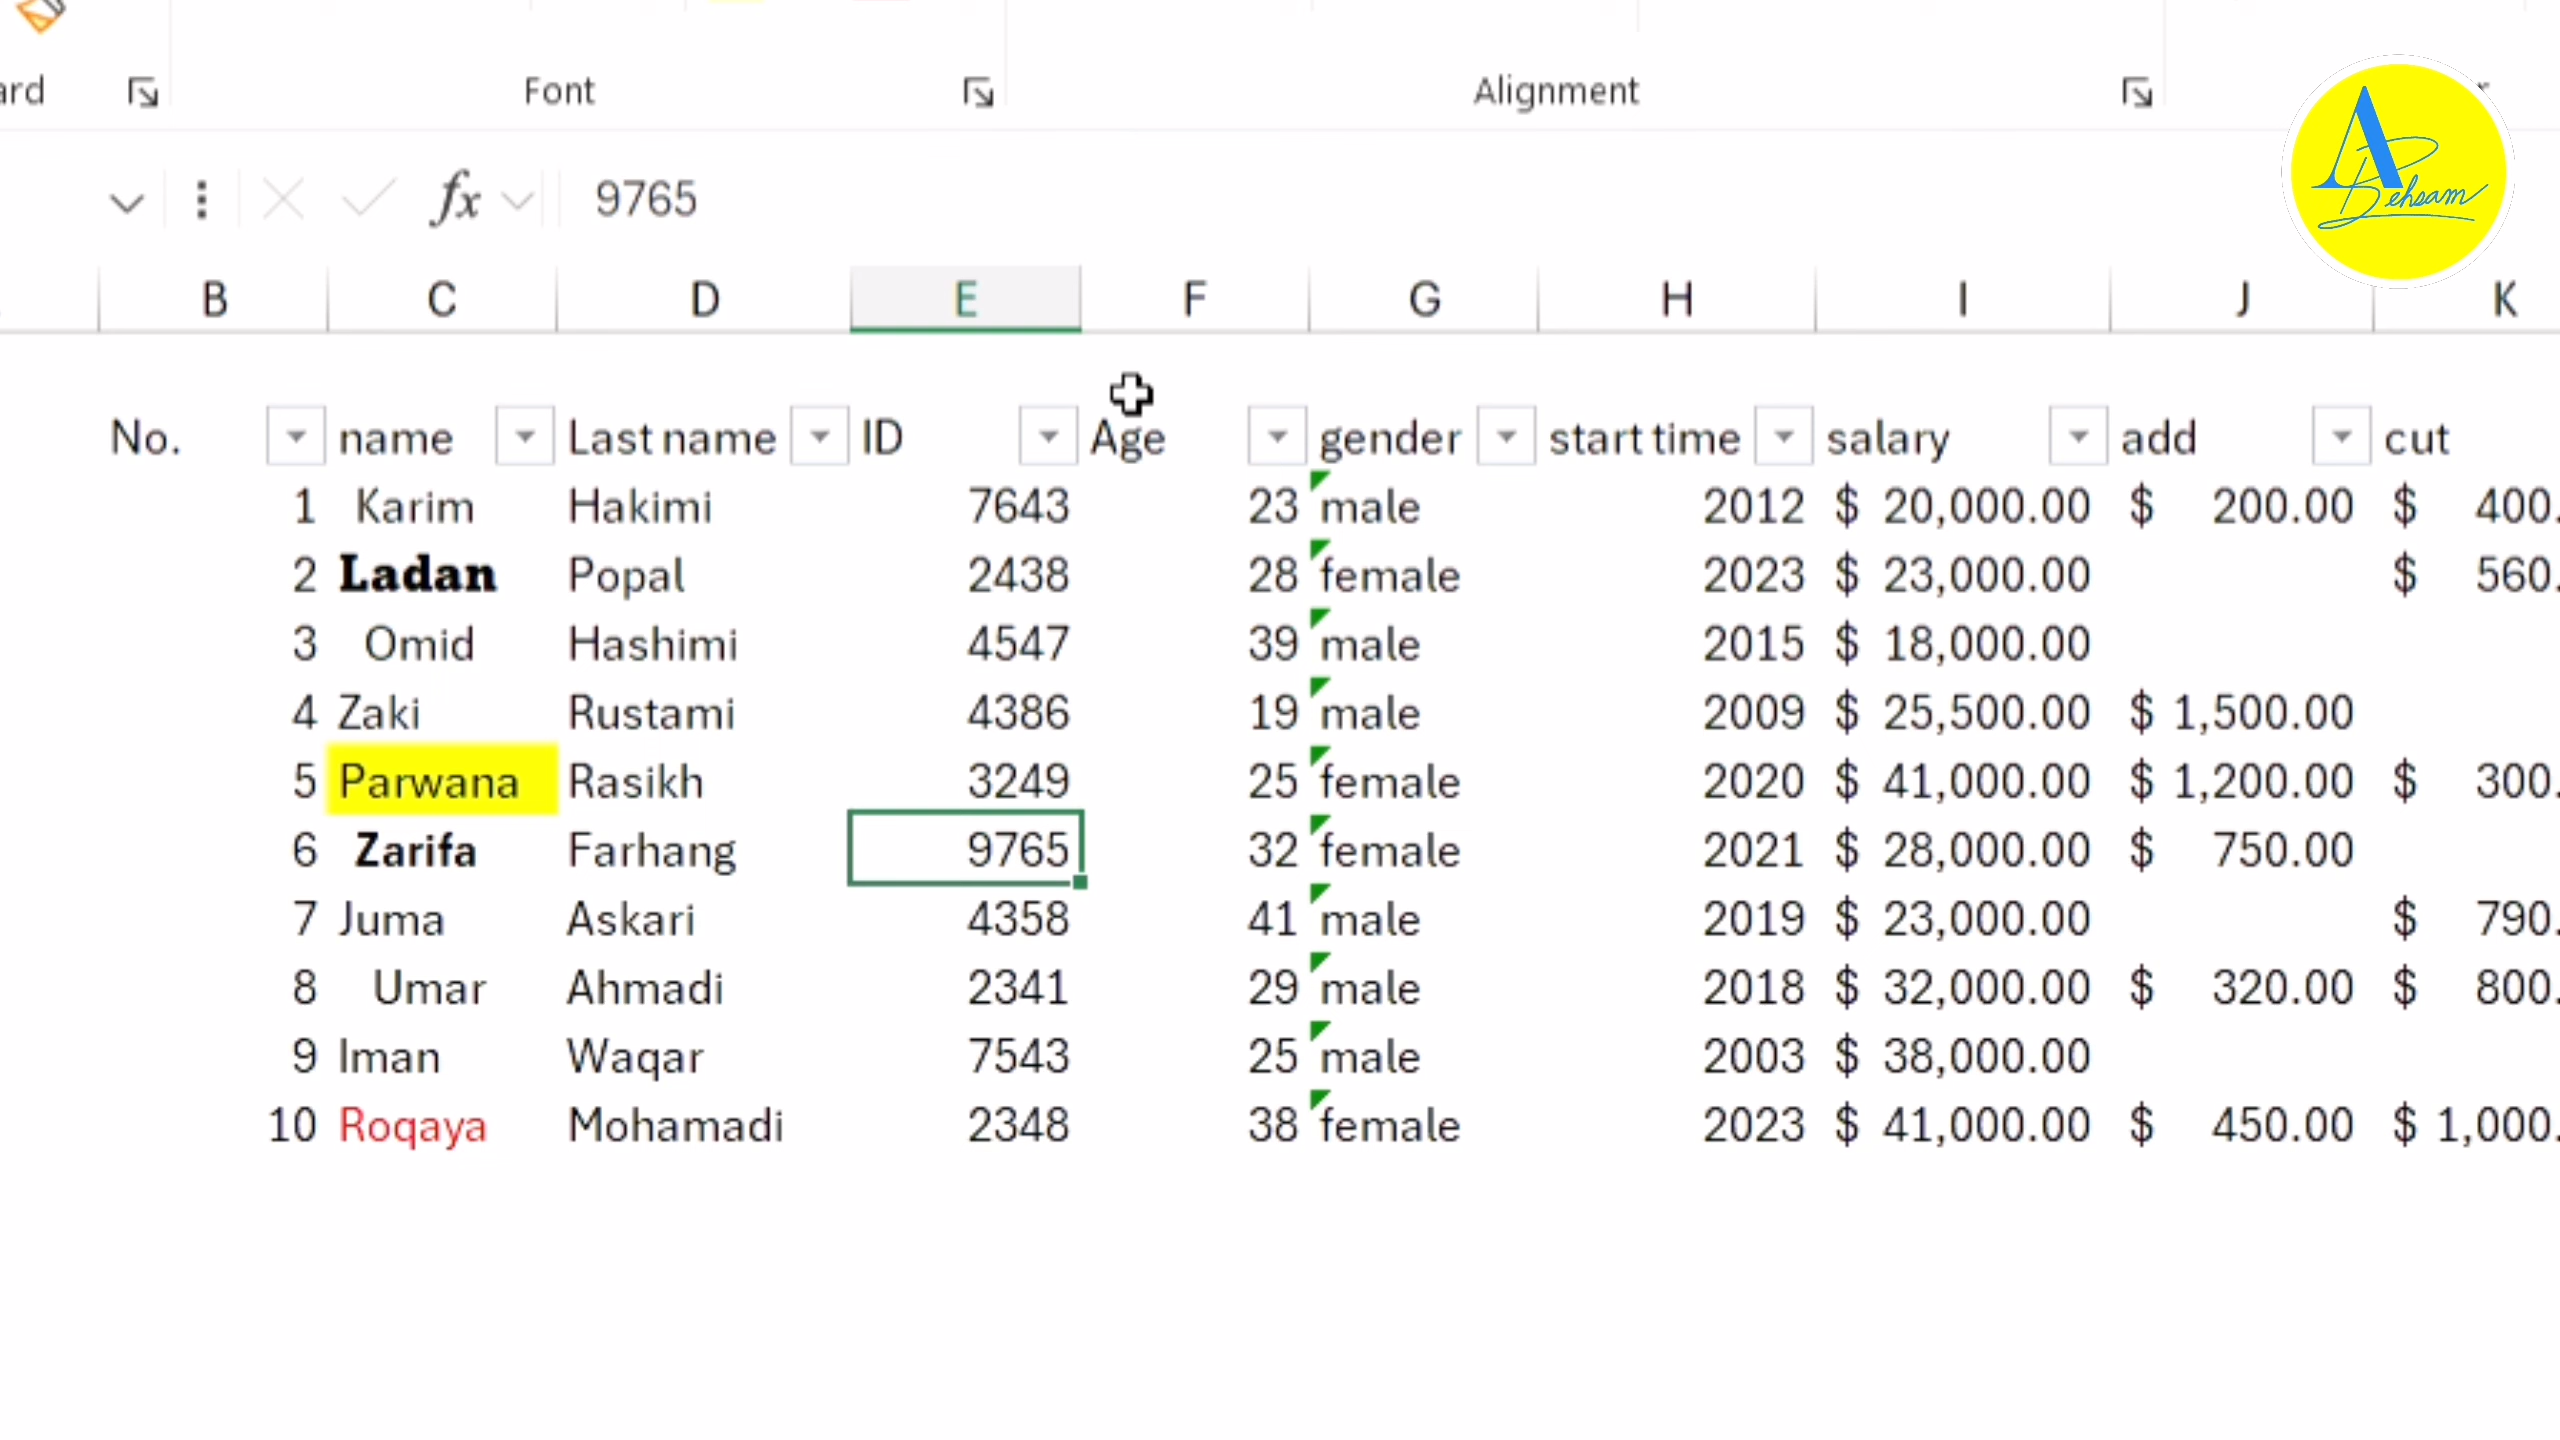 Font Alignment
A Behsam
fx 9765
B C D E F G H I J K
No. name Last name ID Age gender start time salary add cut
1 Karim Hakimi 7643 23 male 2012 $ 20,000.00 $ 200.00 $ 400.
2 Ladan Popal 2438 28 female 2023 $ 23,000.00 $ 560.
3 Omid Hashimi 4547 39 male 2015 $ 18,000.00
4 Zaki Rustami 4386 19 male 2009 $ 25,500.00 $ 1,500.00
5 Parwana Rasikh 3249 25 female 2020 $ 41,000.00 $ 1,200.00 $ 300.
6 Zarifa Farhang 9765 32 female 2021 $ 28,000.00 $ 750.00
7 Juma Askari 4358 41 male 2019 $ 23,000.00 $ 790.
8 Umar Ahmadi 2341 29 male 2018 $ 32,000.00 $ 320.00 $ 800.
9 Iman Waqar 7543 25 male 2003 $ 38,000.00
10 Roqaya Mohamadi 2348 38 female 2023 $ 41,000.00 $ 450.00 $ 1,000.